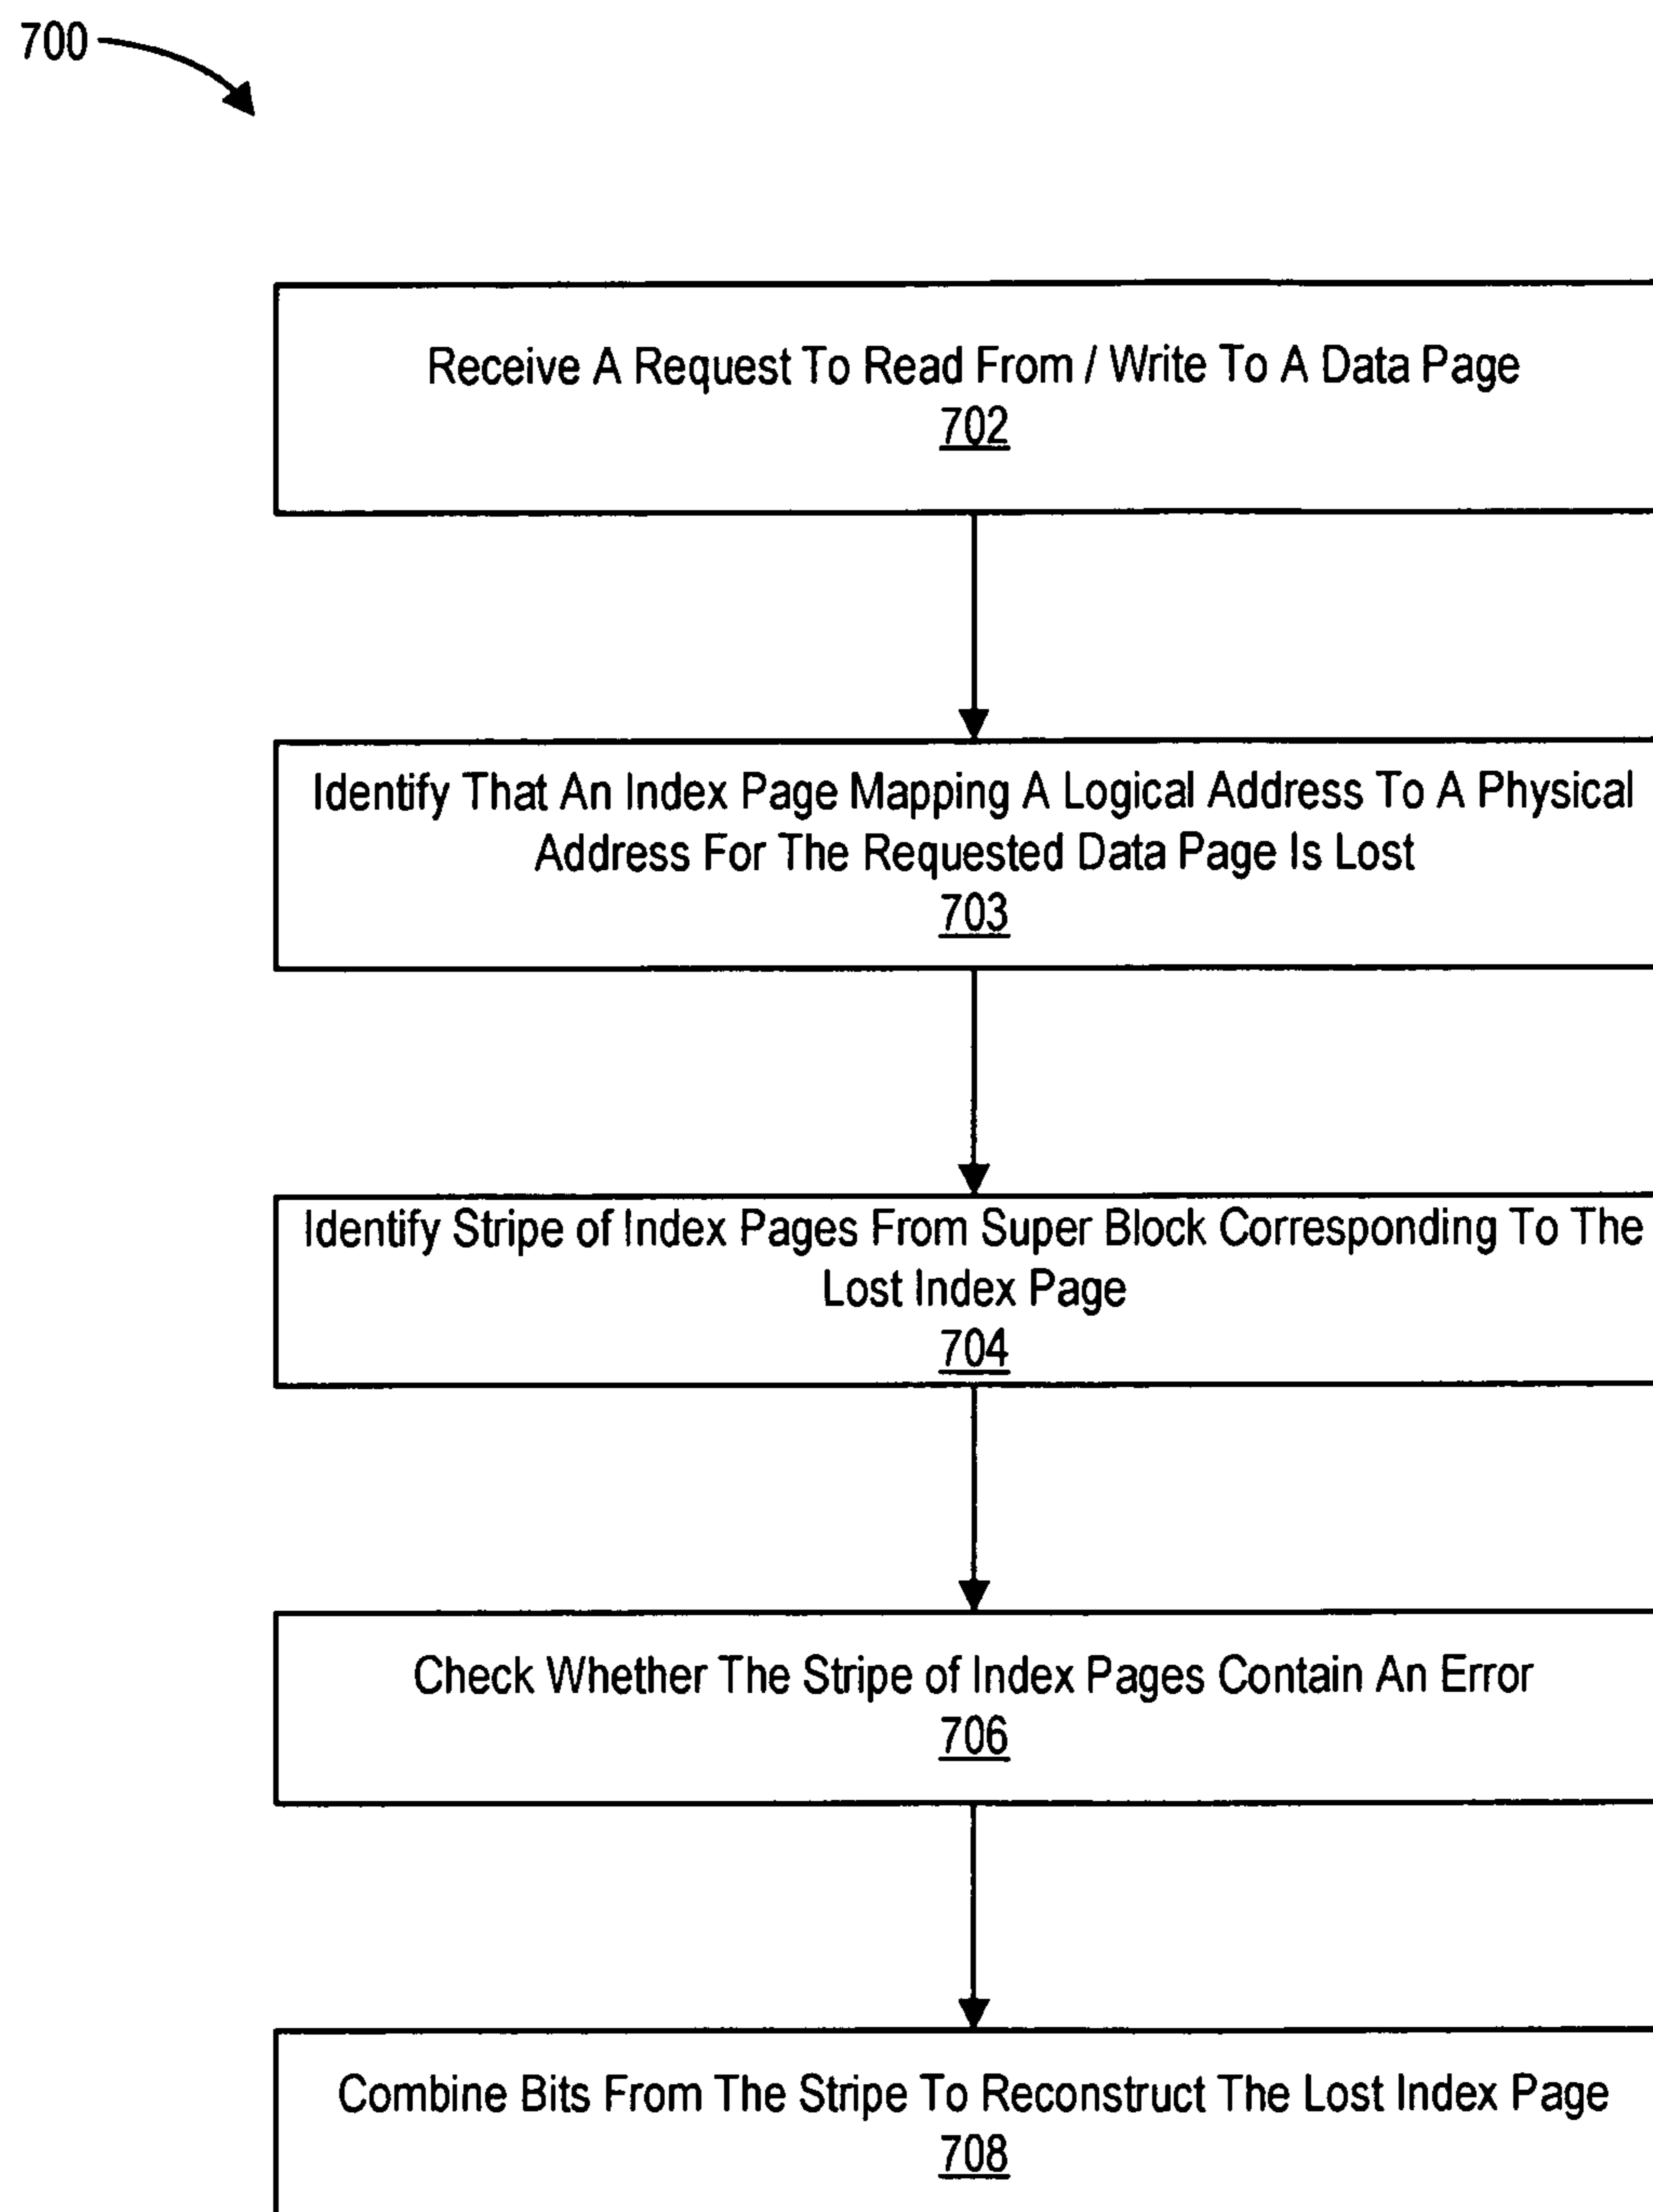 700
Receive A Request To Read From / Write To A Data Page
702
Identify That An Index Page Mapping A Logical Address To A Physical
Address For The Requested Data Page Is Lost
703
Identify Stripe of Index Pages From Super Block Corresponding To The
Lost Index Page
704
Check Whether The Stripe of Index Pages Contain An Error
706
Combine Bits From The Stripe To Reconstruct The Lost Index Page
708